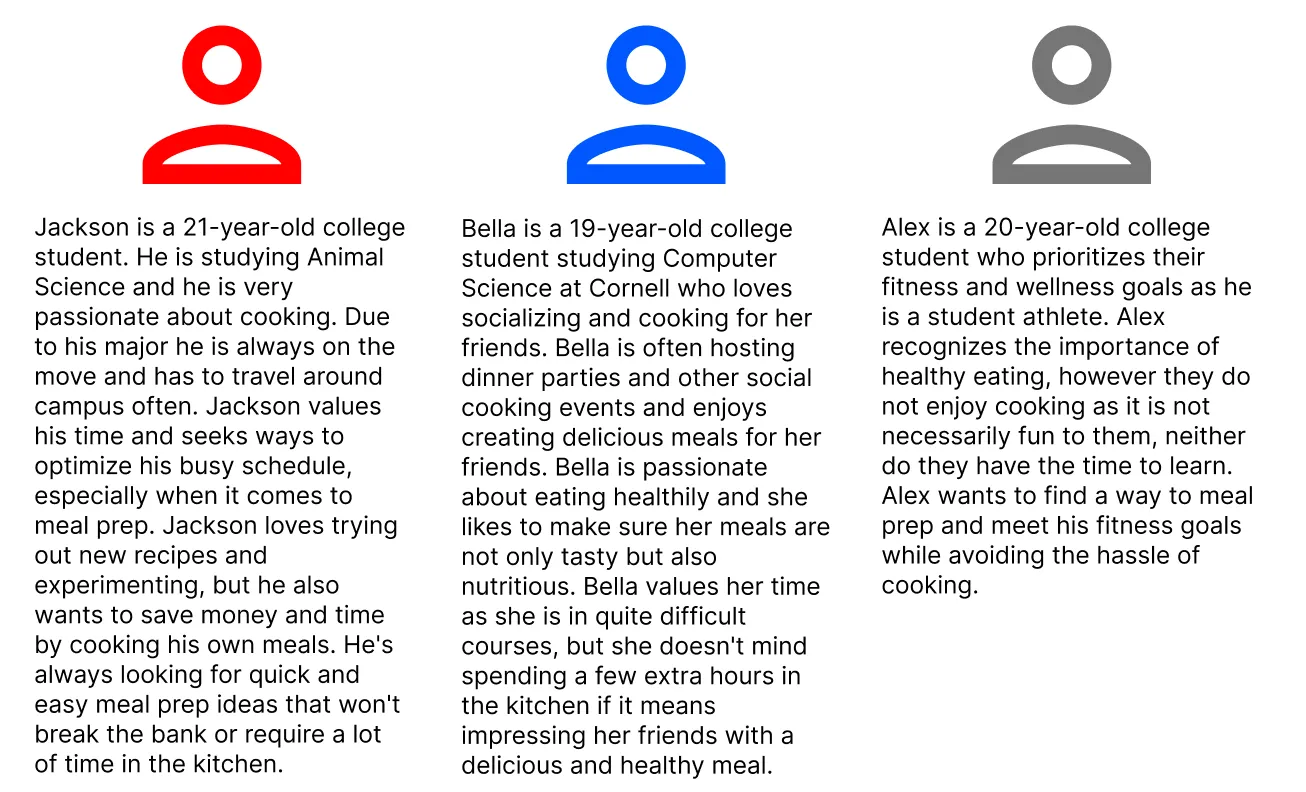 Jackson is a 21-year-old college
student. He is studying Animal
Science and he is very
passionate about cooking. Due
to his major he is always on the
move and has to travel around
campus often. Jackson values
his time and seeks ways to
optimize his busy schedule,
especially when it comes to
meal prep. Jackson loves trying
out new recipes and
experimenting, but he also
wants to save money and time
by cooking his own meals. He's
always looking for quick and
easy meal prep ideas that won't
break the bank or require a lot
of time in the kitchen.
Bella is a 19-year-old college
student studying Computer
Science at Cornell who loves
socializing and cooking for her
friends. Bella is often hosting
dinner parties and other social
cooking events and enjoys
creating delicious meals for her
friends. Bella is passionate
about eating healthily and she
likes to make sure her meals are
not only tasty but also
nutritious. Bella values her time
as she is in quite difficult
courses, but she doesn't mind
spending a few extra hours in
the kitchen if it means
impressing her friends with a
delicious and healthy meal.
Alex is a 20-year-old college
student who prioritizes their
fitness and wellness goals as he
is a student athlete. Alex
recognizes the importance of
healthy eating, however they do
not enjoy cooking as it is not
necessarily fun to them, neither
do they have the time to learn.
Alex wants to find a way to meal
prep and meet his fitness goals
while avoiding the hassle of
cooking.